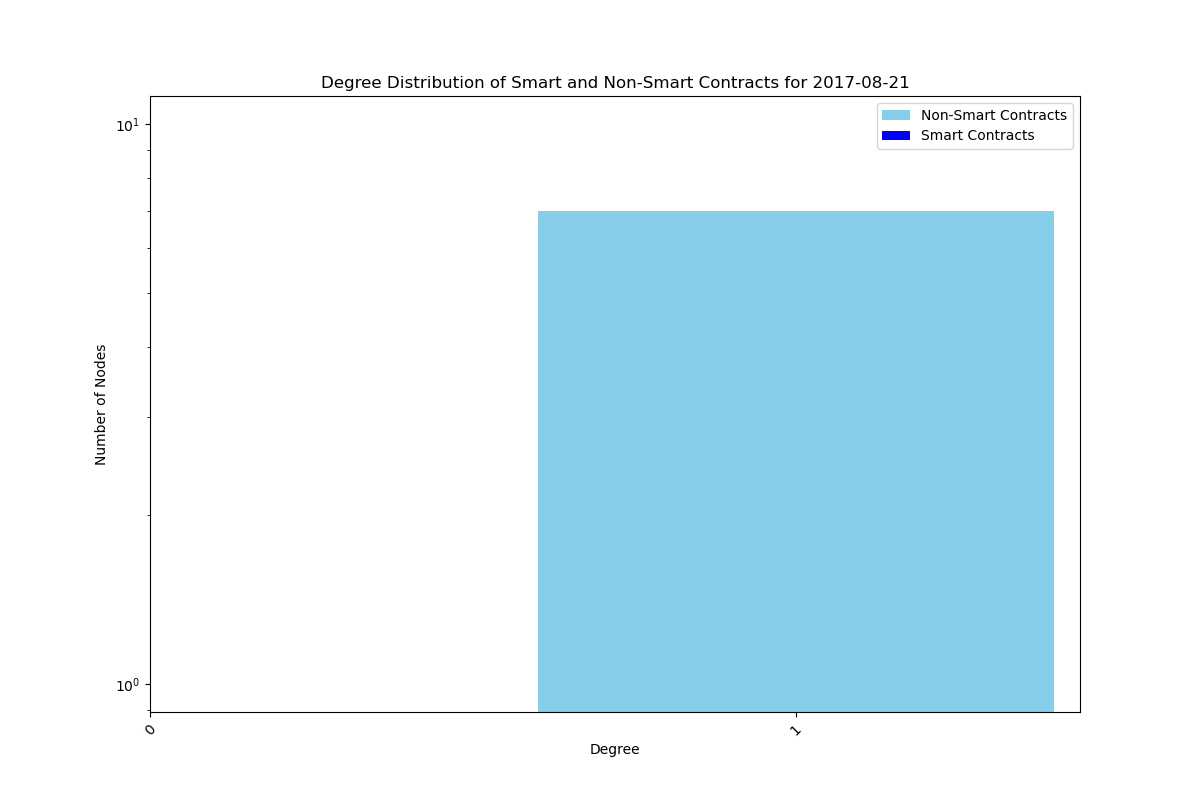 Degree Distribution of Smart and Non-Smart Contracts for 2017-08-21
Non-Smart Contracts
Smart Contracts
10¹
10⁰
Number of Nodes
0
1
Degree